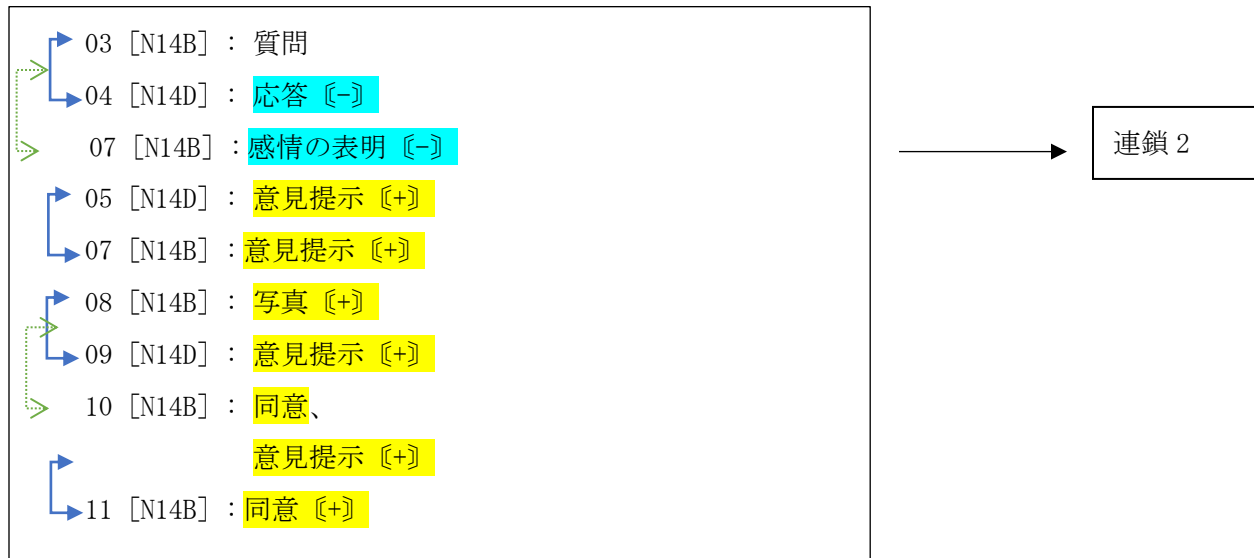 03 [N14B] : 質問
04 [N14D] : 応答〔-〕
07 [N14B] :感情の表明〔-〕
05 [N14D] : 意見提示〔+〕
07 [N14B] :意見提示〔+〕
08 [N14B] : 写真〔+〕
09 [N14D] : 意見提示〔+〕
10 [N14B] : 同意、
意見提示〔+〕
11 [N14B] :同意〔+〕
連鎖 2